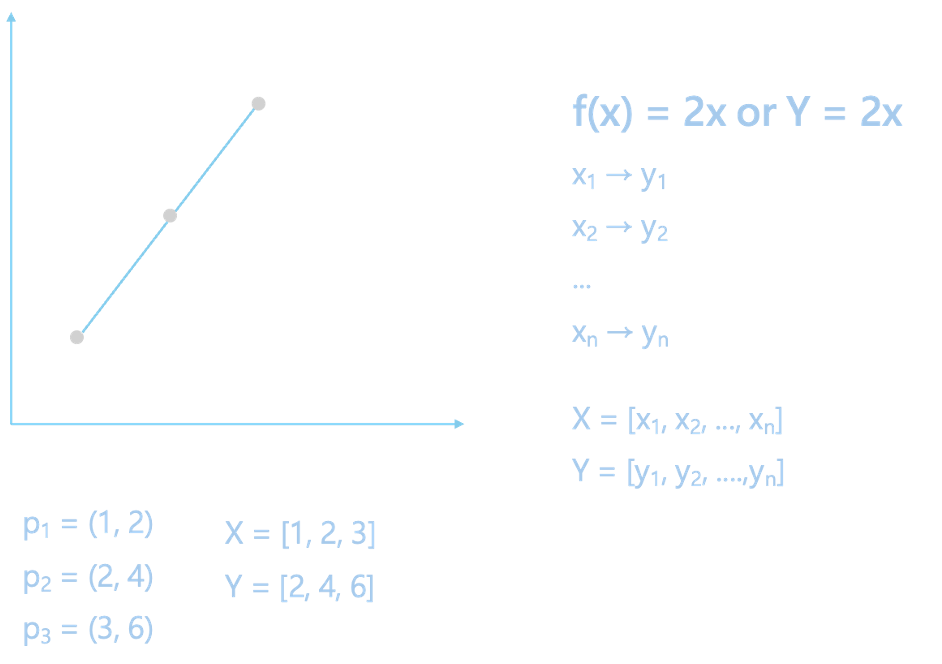 f(x) = 2x or Y = 2x
x₁ → y₁
x₂ → y₂
...
xₙ → yₙ
X = [x₁, x₂, ..., xₙ]
Y = [y₁, y₂, ....,yₙ]
p₁ = (1, 2)
p₂ = (2, 4)
p₃ = (3, 6)
X = [1, 2, 3]
Y = [2, 4, 6]